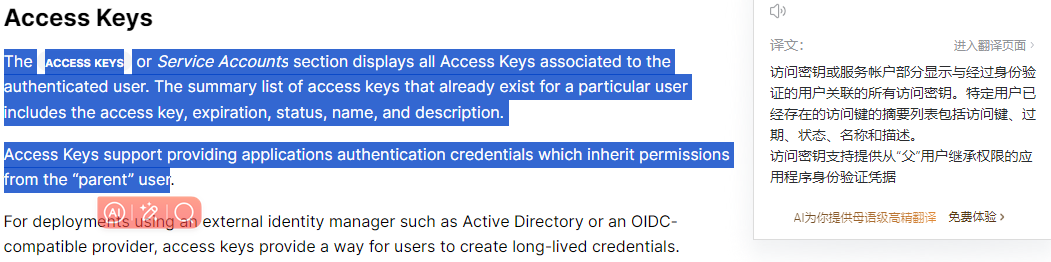 Access Keys
The ACCESS KEYS or Service Accounts section displays all Access Keys associated to the
authenticated user. The summary list of access keys that already exist for a particular user
includes the access key, expiration, status, name, and description.
Access Keys support providing applications authentication credentials which inherit permissions
from the “parent” user.
For deployments using an external identity manager such as Active Directory or an OIDC-
compatible provider, access keys provide a way for users to create long-lived credentials.
译文:
进入翻译页面 >
访问密钥或服务帐户部分显示与经过身份验
证的用户关联的所有访问密钥。特定用户已
经存在的访问键的摘要列表包括访问键、过
期、状态、名称和描述。
访问密钥支持提供从“父”用户继承权限的应
用程序身份验证凭据
AI为你提供母语级高精翻译 免费体验 >
AI